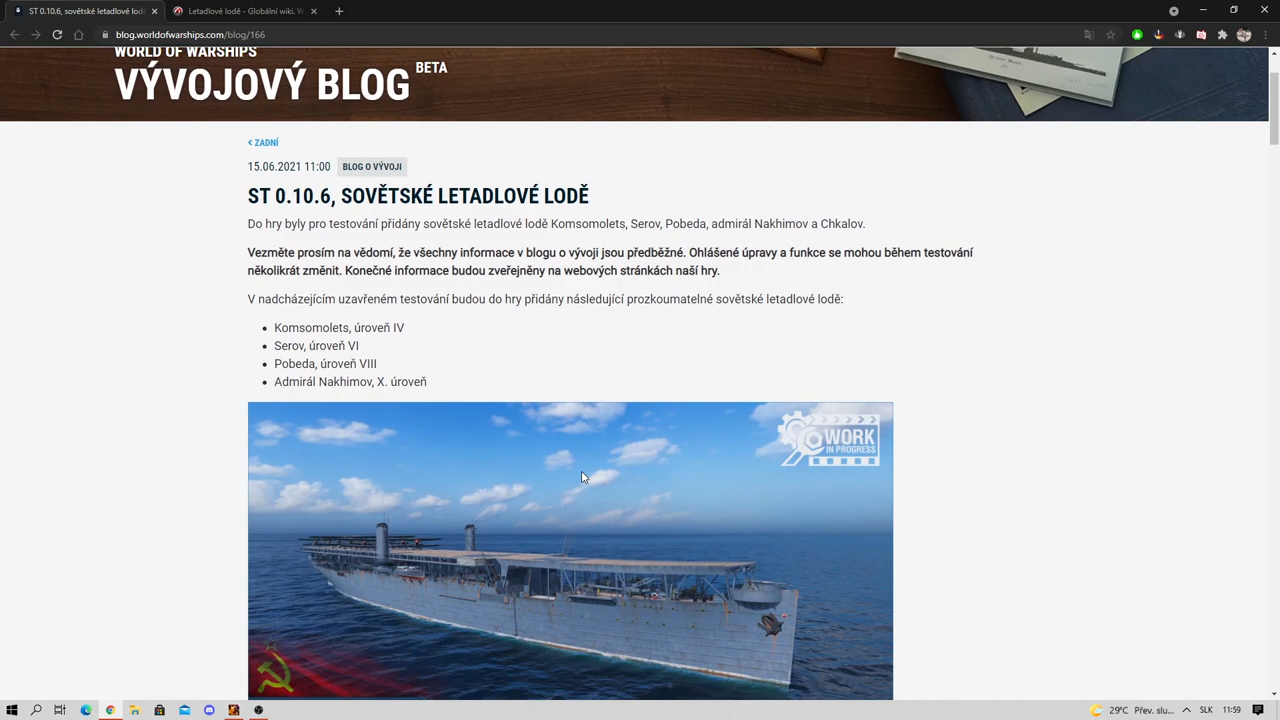 ST 0.10.6, sovětské letadlové lodi
Letadlové lodě - Globální wiki. W
blog.worldofwarships.com/blog/166
WORLD OF WARSHIPS
VÝVOJOVÝ BLOG BETA
ZADNÍ
15.06.2021 11:00 BLOG O VÝVOJI
ST 0.10.6, SOVĚTSKÉ LETADLOVÉ LODĚ
Do hry byly pro testování přidány sovětské letadlové lodě Komsomolets, Serov, Pobeda, admirál Nakhimov a Chkalov.
Vezměte prosím na vědomí, že všechny informace v blogu o vývoji jsou předběžné. Ohlášené úpravy a funkce se mohou během testování
několikrát změnit. Konečné informace budou zveřejněny na webových stránkách naší hry.
V nadcházejícím uzavřeném testování budou do hry přidány následující prozkoumatelné sovětské letadlové lodě:
Komsomolets, úroveň IV
Serov, úroveň VI
Pobeda, úroveň VIII
Admirál Nakhimov, X. úroveň
WORK
IN PROGRESS
29°C Přev. slu... SLK 11:59